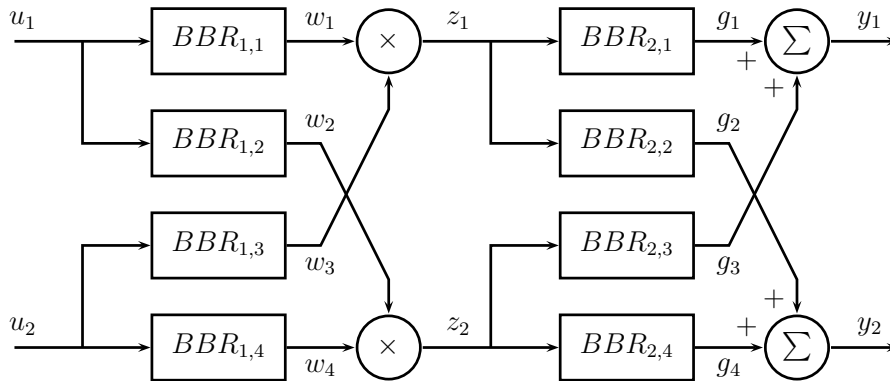 u₁ BBR₁,₁ w₁ × z₁ BBR₂,₁ g₁ + Σ y₁
+
BBR₁,₂ w₂ BBR₂,₂ g₂
BBR₁,₃ w₃ BBR₂,₃ g₃
+
u₂ BBR₁,₄ w₄ × z₂ BBR₂,₄ g₄ + Σ y₂